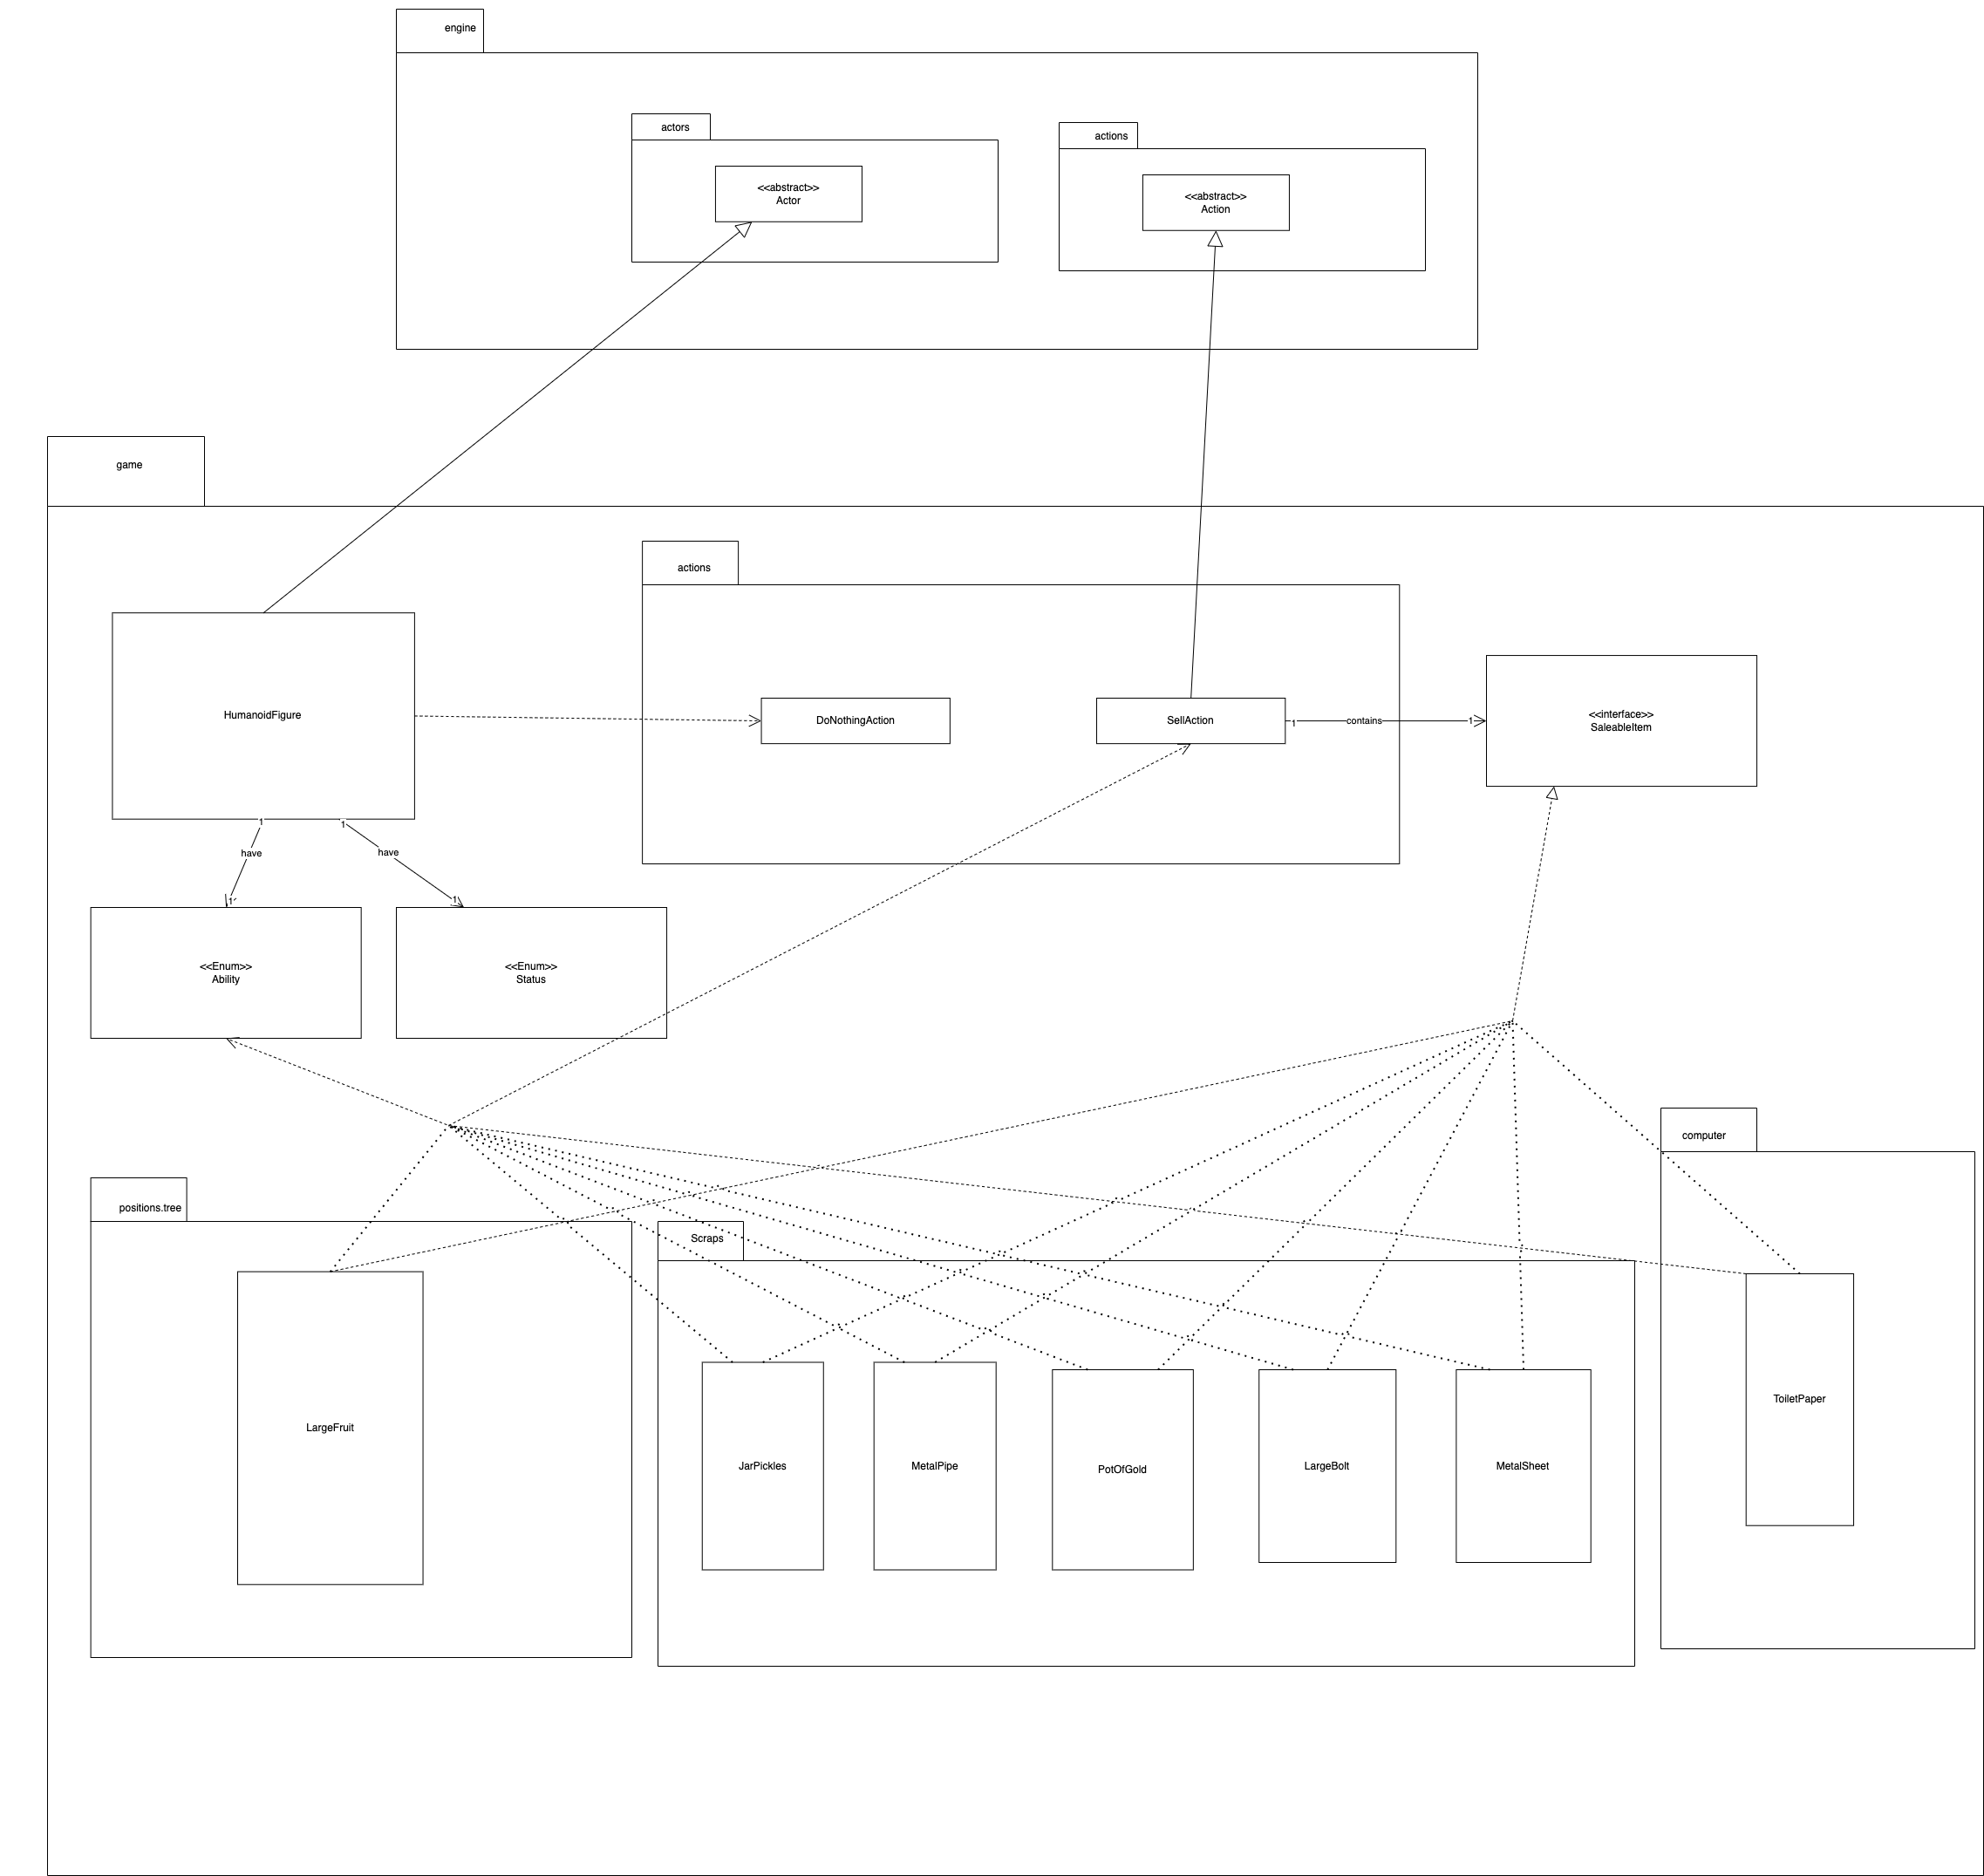 engine
actors
actions
<<abstract>>
Actor
<<abstract>>
Action
game
actions
HumanoidFigure
DoNothingAction
SellAction
1
contains
1
<<interface>>
SaleableItem
1
1
have
have
1
1
<<Enum>>
Ability
<<Enum>>
Status
computer
positions.tree
Scraps
LargeFruit
JarPickles
MetalPipe
PotOfGold
LargeBolt
MetalSheet
ToiletPaper